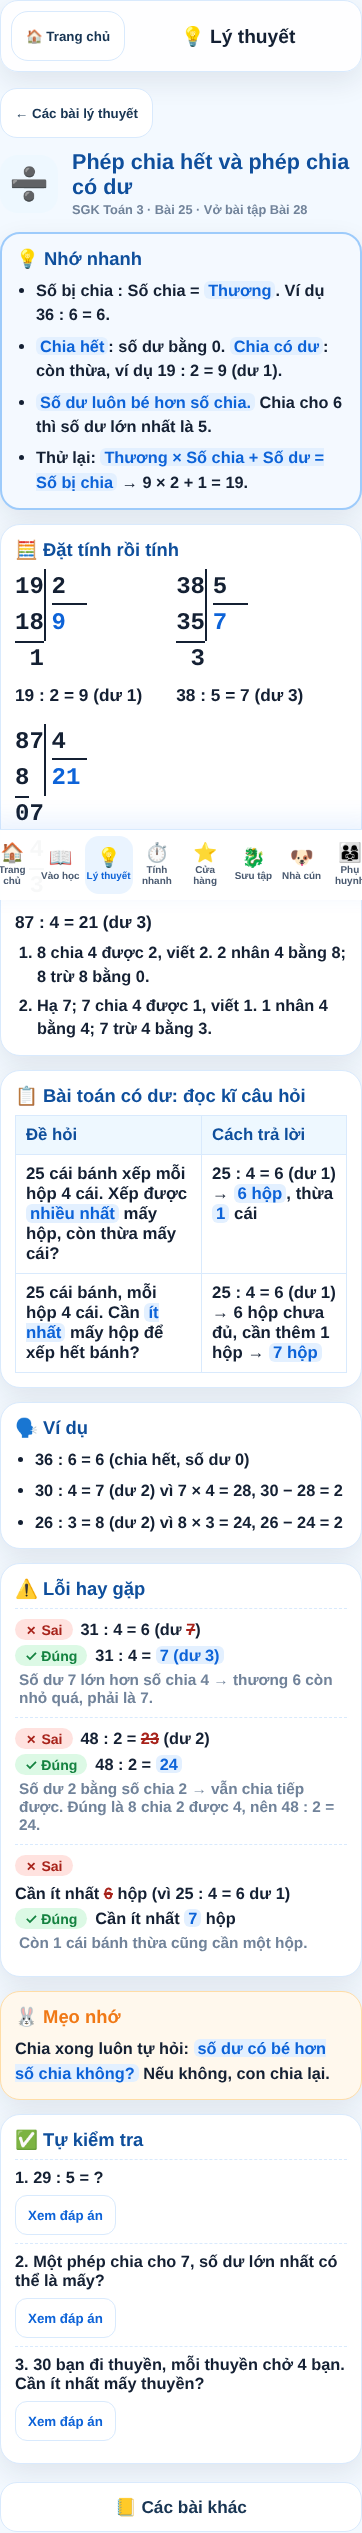 🏠 Trang chủ
💡 Lý thuyết
← Các bài lý thuyết
➗ Phép chia hết và phép chia
có dư
SGK Toán 3 · Bài 25 · Vở bài tập Bài 28
💡 Nhớ nhanh
• Số bị chia : Số chia = Thương. Ví dụ
36 : 6 = 6.
• Chia hết: số dư bằng 0. Chia có dư:
còn thừa, ví dụ 19 : 2 = 9 (dư 1).
• Số dư luôn bé hơn số chia. Chia cho 6
thì số dư lớn nhất là 5.
• Thử lại: Thương × Số chia + Số dư =
Số bị chia → 9 × 2 + 1 = 19.
🧮 Đặt tính rồi tính
19 2
18 9
1
19 : 2 = 9 (dư 1)
38 5
35 7
3
38 : 5 = 7 (dư 3)
87 4
8 21
07
4
3
🏠 Trang chủ
📖 Vào học
💡 Lý thuyết
⏱️ Tính nhanh
⭐ Cửa hàng
🐉 Sưu tập
🐶 Nhà cún
👨‍👩‍👧 Phụ huynh
87 : 4 = 21 (dư 3)
1. 8 chia 4 được 2, viết 2. 2 nhân 4 bằng 8;
8 trừ 8 bằng 0.
2. Hạ 7; 7 chia 4 được 1, viết 1. 1 nhân 4
bằng 4; 7 trừ 4 bằng 3.
📋 Bài toán có dư: đọc kĩ câu hỏi
Đề hỏi
Cách trả lời
25 cái bánh xếp mỗi
hộp 4 cái. Xếp được
nhiều nhất mấy
hộp, còn thừa mấy
cái?
25 : 4 = 6 (dư 1)
→ 6 hộp, thừa
1 cái
25 cái bánh, mỗi
hộp 4 cái. Cần ít
nhất mấy hộp để
xếp hết bánh?
25 : 4 = 6 (dư 1)
→ 6 hộp chưa
đủ, cần thêm 1
hộp → 7 hộp
🗣️ Ví dụ
• 36 : 6 = 6 (chia hết, số dư 0)
• 30 : 4 = 7 (dư 2) vì 7 × 4 = 28, 30 − 28 = 2
• 26 : 3 = 8 (dư 2) vì 8 × 3 = 24, 26 − 24 = 2
⚠️ Lỗi hay gặp
✕ Sai 31 : 4 = 6 (dư 7)
✓ Đúng 31 : 4 = 7 (dư 3)
Số dư 7 lớn hơn số chia 4 → thương 6 còn
nhỏ quá, phải là 7.
✕ Sai 48 : 2 = 23 (dư 2)
✓ Đúng 48 : 2 = 24
Số dư 2 bằng số chia 2 → vẫn chia tiếp
được. Đúng là 8 chia 2 được 4, nên 48 : 2 =
24.
✕ Sai
Cần ít nhất 6 hộp (vì 25 : 4 = 6 dư 1)
✓ Đúng Cần ít nhất 7 hộp
Còn 1 cái bánh thừa cũng cần một hộp.
🐰 Mẹo nhớ
Chia xong luôn tự hỏi: số dư có bé hơn
số chia không? Nếu không, con chia lại.
✅ Tự kiểm tra
1. 29 : 5 = ?
Xem đáp án
2. Một phép chia cho 7, số dư lớn nhất có
thể là mấy?
Xem đáp án
3. 30 bạn đi thuyền, mỗi thuyền chở 4 bạn.
Cần ít nhất mấy thuyền?
Xem đáp án
📒 Các bài khác